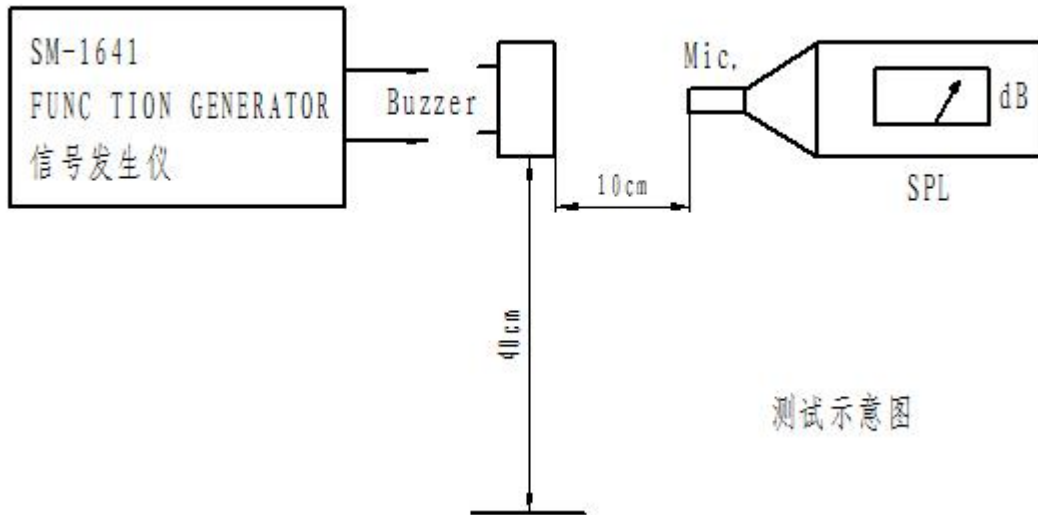 SM-1641
FUNC TION GENERATOR
信号发生仪
Buzzer
Mic.
dB
SPL
10cm
40cm
测试示意图